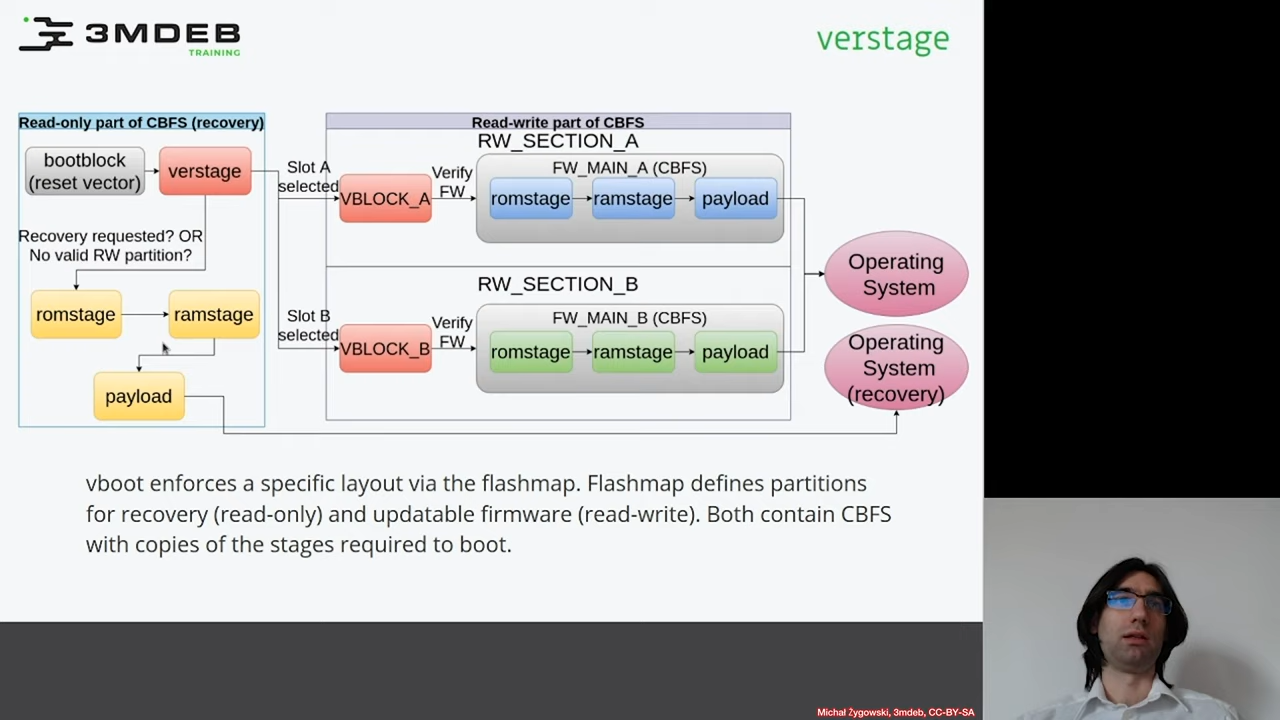 3MDEB
TRAINING
verstage
Read-only part of CBFS (recovery)
bootblock
(reset vector)
verstage
Recovery requested? OR
No valid RW partition?
romstage
ramstage
payload
Slot A
selected
Slot B
selected
Read-write part of CBFS
RW_SECTION_A
VBLOCK_A
Verify
FW
FW_MAIN_A (CBFS)
romstage
ramstage
payload
RW_SECTION_B
VBLOCK_B
Verify
FW
FW_MAIN_B (CBFS)
romstage
ramstage
payload
Operating
System
Operating
System
(recovery)
vboot enforces a specific layout via the flashmap. Flashmap defines partitions
for recovery (read-only) and updatable firmware (read-write). Both contain CBFS
with copies of the stages required to boot.
Michał Żygowski, 3mdeb, CC-BY-SA